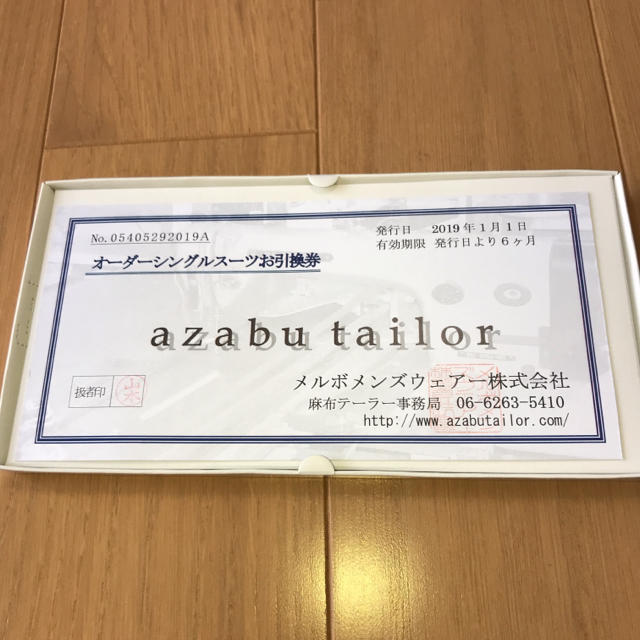 No.05405292019A
発行日 2019年1月1日
有効期限 発行日より6ヶ月
オーダーシングルスーツお引換券
azabu tailor
メルボメンズウェアー株式会社
扱者印
麻布テーラー事務局 06-6263-5410
http://www.azabutailor.com/